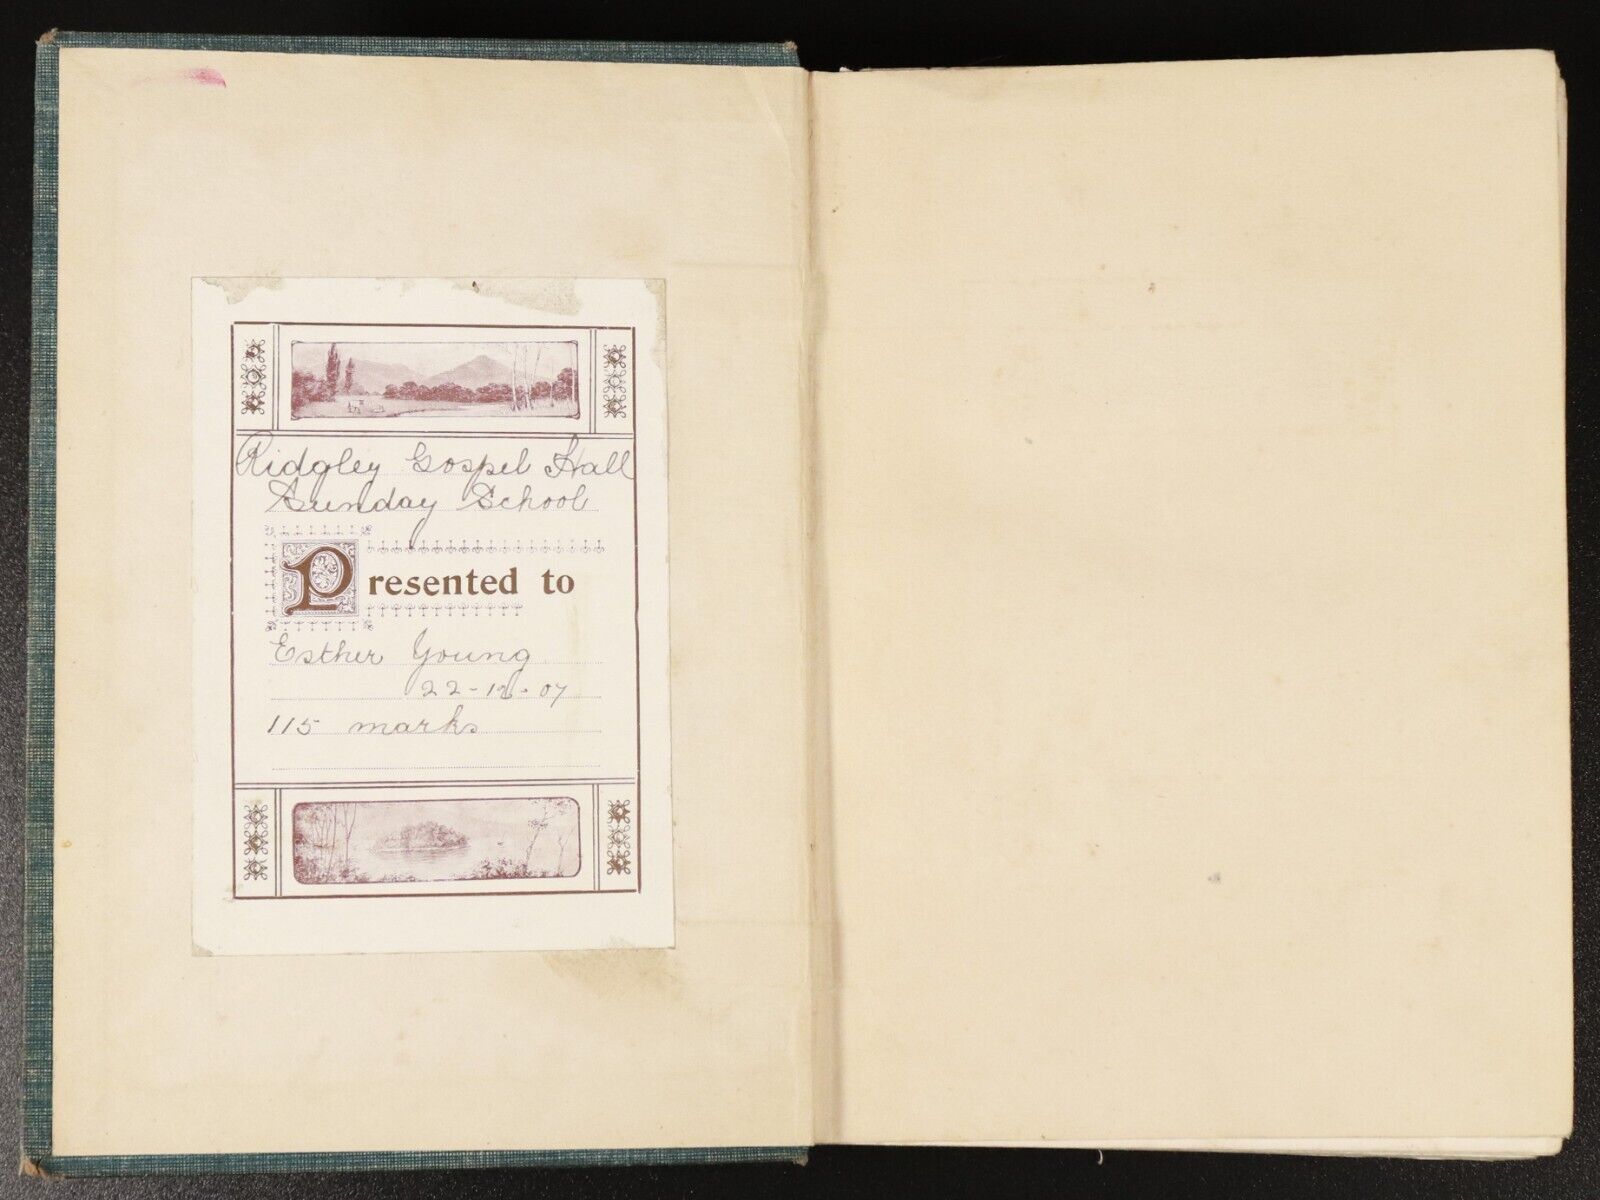 Ridgley Gospel Hall
Sunday School
Presented to
Esther Young
22-12-07
115 marks